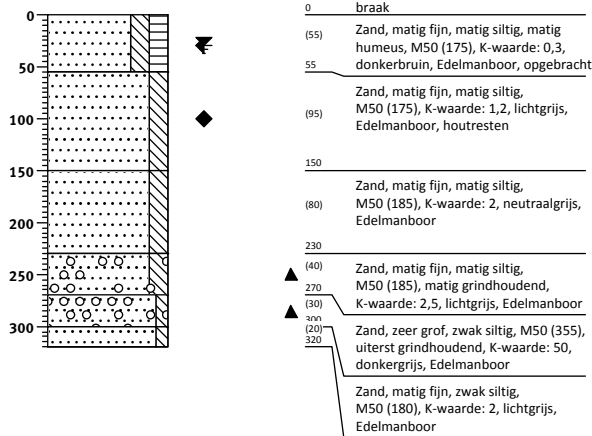 0
50
100
150
200
250
300
0 braak
(55) Zand, matig fijn, matig siltig, matig
humeus, M50 (175), K-waarde: 0,3,
55 donkerbruin, Edelmanboor, opgebracht
Zand, matig fijn, matig siltig,
(95) M50 (175), K-waarde: 1,2, lichtgrijs,
Edelmanboor, houtresten
150
Zand, matig fijn, matig siltig,
(80) M50 (185), K-waarde: 2, neutraalgrijs,
Edelmanboor
230
(40) Zand, matig fijn, matig siltig,
M50 (185), matig grindhoudend,
270 K-waarde: 2,5, lichtgrijs, Edelmanboor
(30)
300
(20) Zand, zeer grof, zwak siltig, M50 (355),
320 uiterst grindhoudend, K-waarde: 50,
donkergrijs, Edelmanboor
Zand, matig fijn, zwak siltig,
M50 (180), K-waarde: 2, lichtgrijs,
Edelmanboor